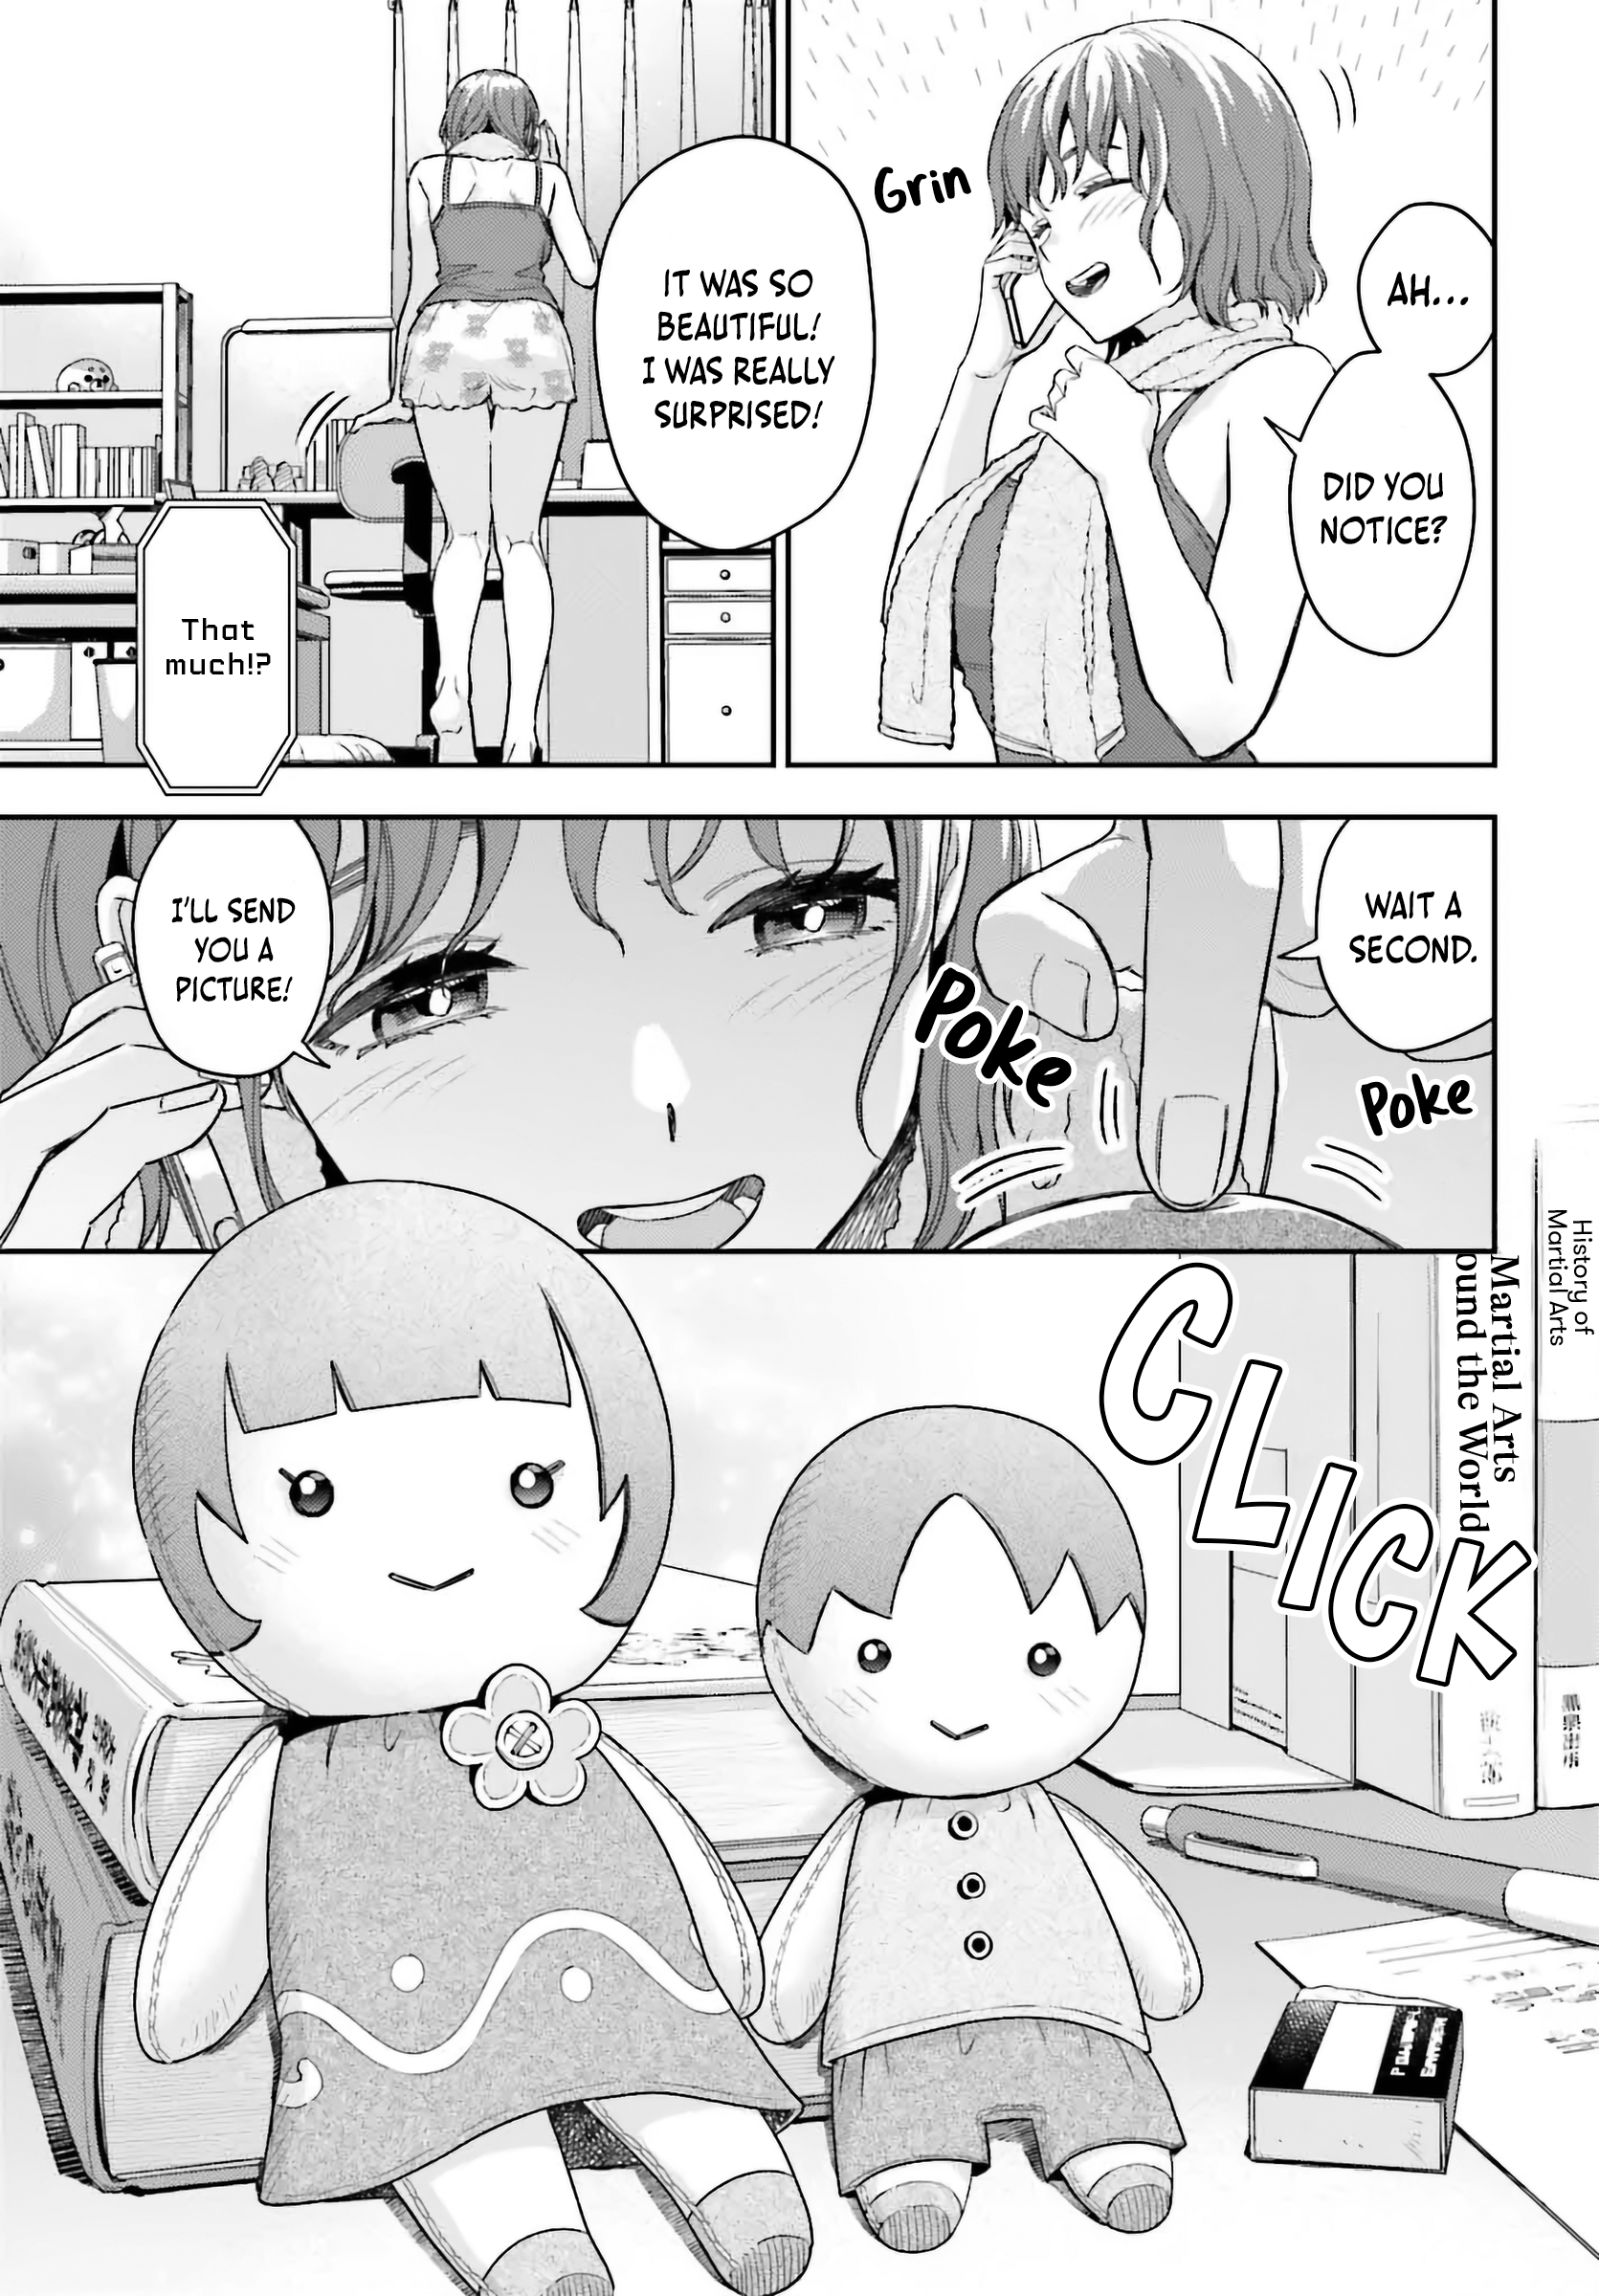 AH...
DID YOU
NOTICE?
Grin
IT WAS SO
BEAUTIFUL!
I WAS REALLY
SURPRISED!
That
much!?
WAIT A
SECOND.
Poke
Poke
I'LL SEND
YOU A
PICTURE!
History of
Martial Arts
Martial Arts
ound the World
CLICK